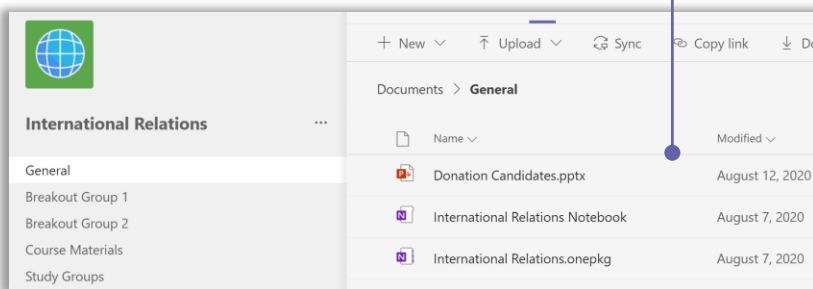 + New Upload Sync Copy link
Documents > General
International Relations ...
Name Modified
General
Breakout Group 1
Breakout Group 2
Course Materials
Study Groups
Donation Candidates.pptx August 12, 2020
International Relations Notebook August 7, 2020
International Relations.onepkg August 7, 2020